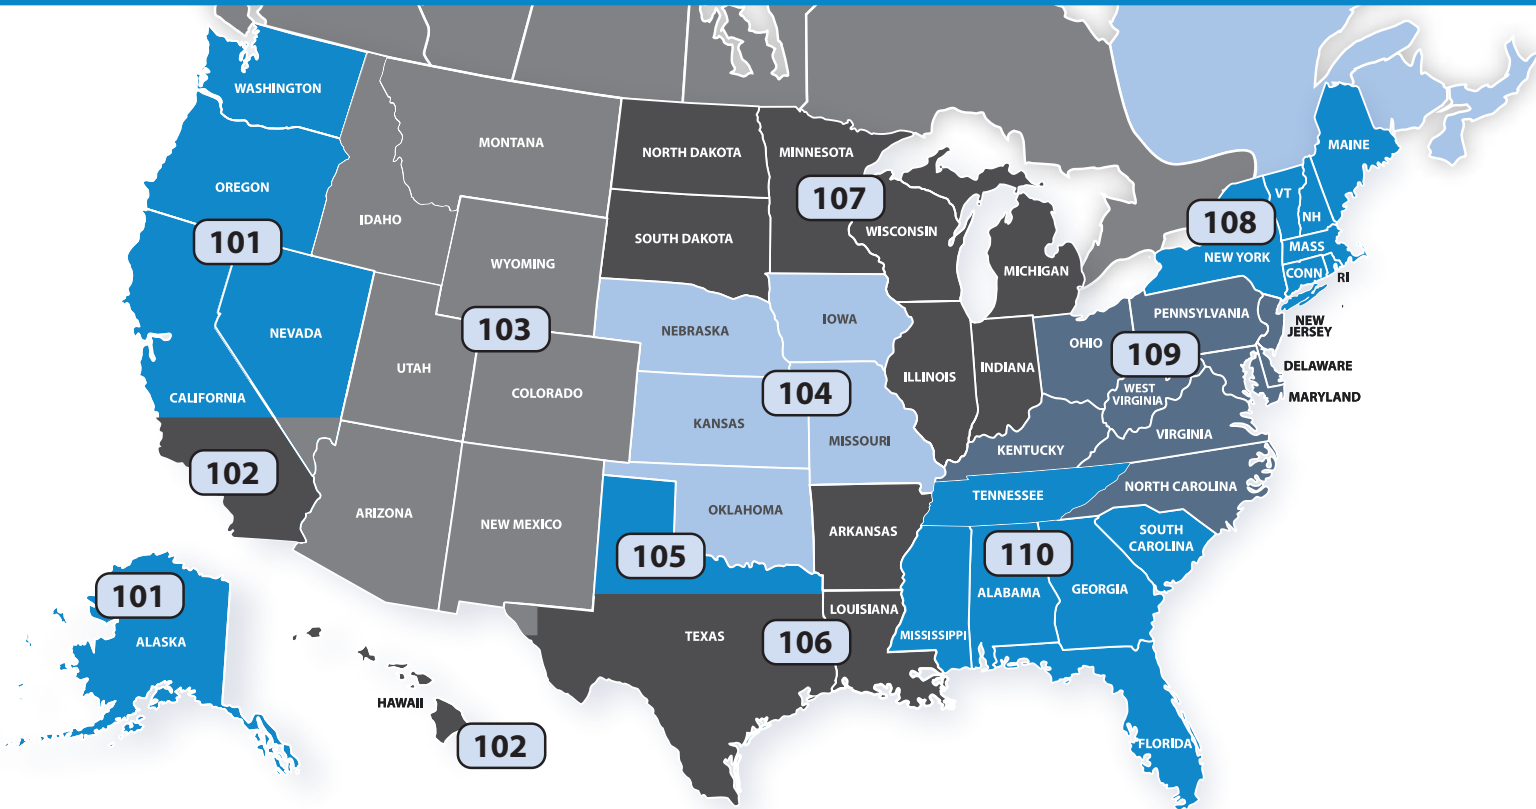 WASHINGTON
MONTANA
NORTH DAKOTA
MINNESOTA
MAINE
OREGON
IDAHO
107
VT
108
NH
101
SOUTH DAKOTA
WISCONSIN
MASS
WYOMING
MICHIGAN
NEW YORK
CONN
RI
NEVADA
103
NEBRASKA
IOWA
PENNSYLVANIA
NEW
JERSEY
OHIO
109
UTAH
COLORADO
104
ILLINOIS
INDIANA
DELAWARE
CALIFORNIA
WEST
VIRGINIA
MARYLAND
KANSAS
MISSOURI
KENTUCKY
VIRGINIA
102
ARIZONA
NEW MEXICO
OKLAHOMA
TENNESSEE
NORTH CAROLINA
ARKANSAS
SOUTH
CAROLINA
105
110
101
ALABAMA
GEORGIA
LOUISIANA
ALASKA
TEXAS
106
MISSISSIPPI
HAWAII
102
FLORIDA